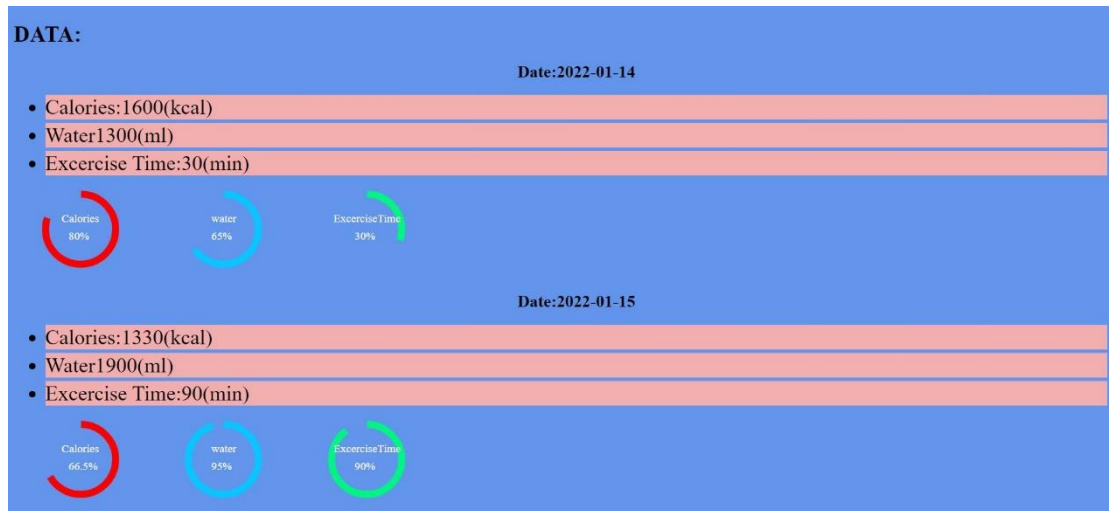 DATA:
Date:2022-01-14
Calories:1600(kcal)
Water1300(ml)
Excercise Time:30(min)
Calories
80%
water
65%
ExcerciseTime
30%
Date:2022-01-15
Calories:1330(kcal)
Water1900(ml)
Excercise Time:90(min)
Calories
66.5%
water
95%
ExcerciseTime
90%